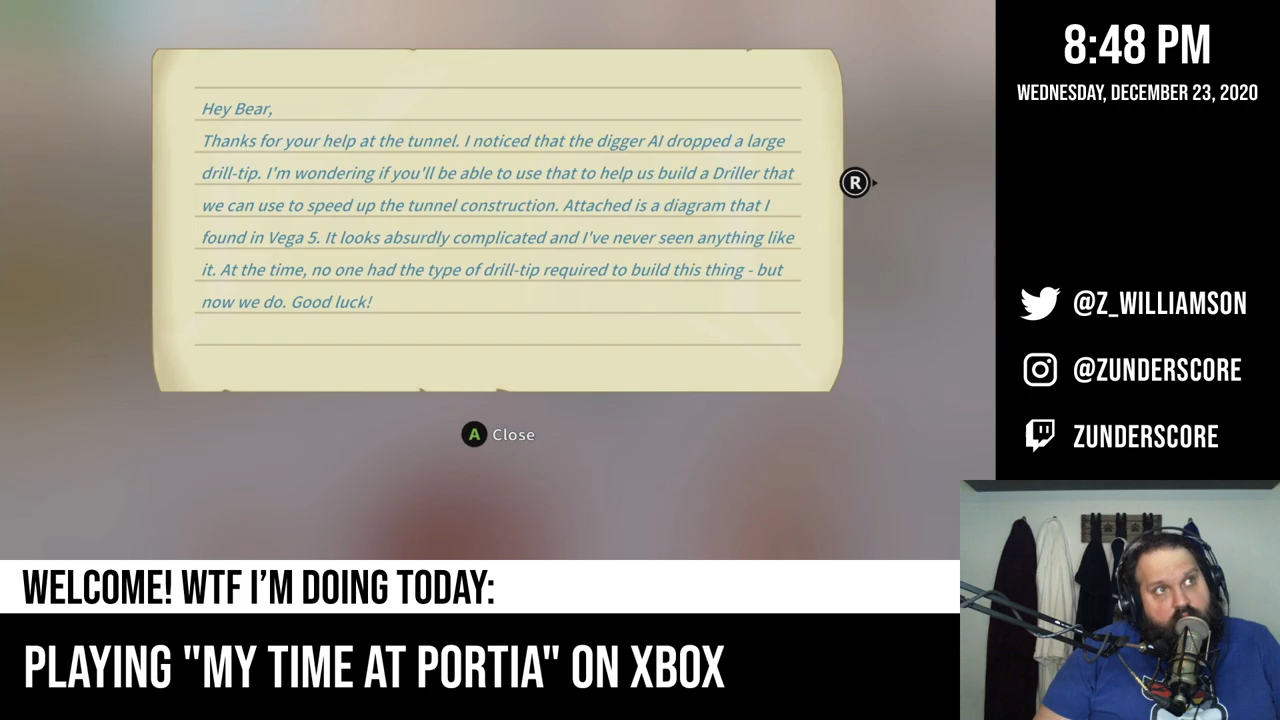 Hey Bear,
Thanks for your help at the tunnel. I noticed that the digger AI dropped a large
drill-tip. I'm wondering if you'll be able to use that to help us build a Driller that
we can use to speed up the tunnel construction. Attached is a diagram that I
found in Vega 5. It looks absurdly complicated and I've never seen anything like
it. At the time, no one had the type of drill-tip required to build this thing - but
now we do. Good luck!
R
A Close
8:48 PM
WEDNESDAY, DECEMBER 23, 2020
@Z_WILLIAMSON
@ZUNDERSCORE
ZUNDERSCORE
WELCOME! WTF I'M DOING TODAY:
PLAYING "MY TIME AT PORTIA" ON XBOX